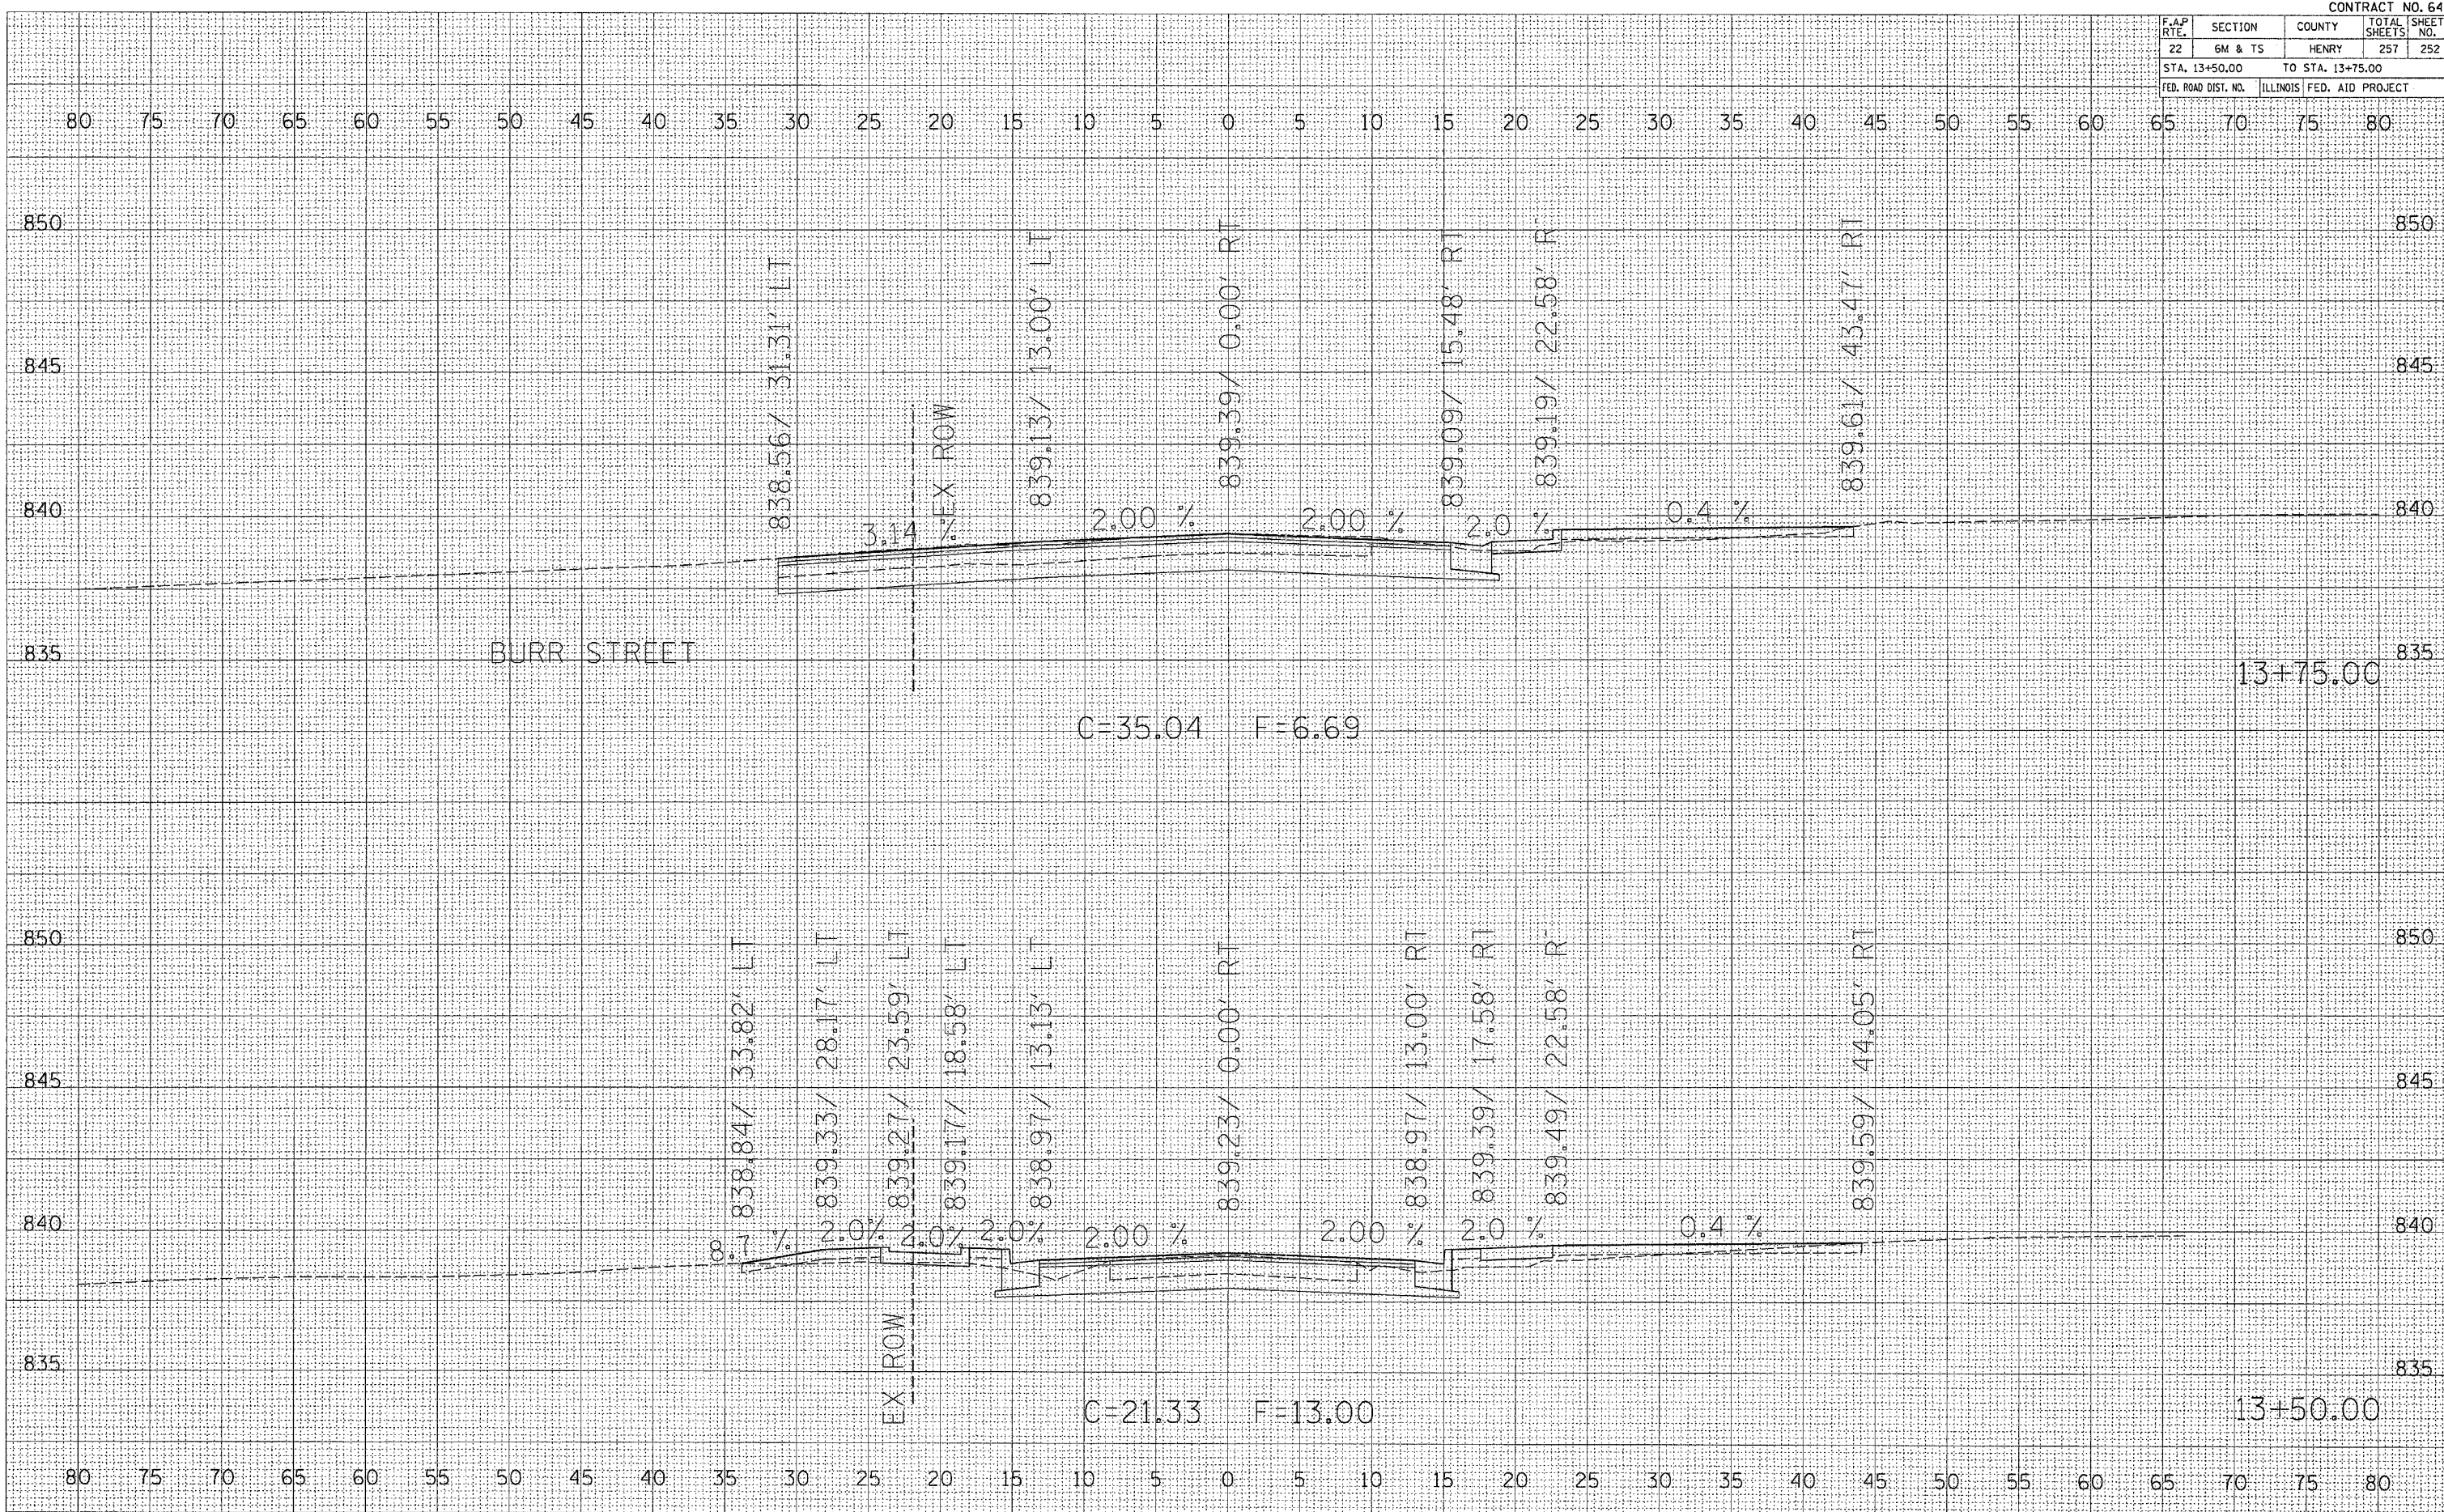 CONTRACT NO. 64
F.A.P RTE. SECTION COUNTY TOTAL SHEETS SHEET NO.
22 6M & TS HENRY 257 252
STA. 13+50.00 TO STA. 13+75.00
FED. ROAD DIST. NO. ILLINOIS FED. AID PROJECT
80 75 70 65 60 55 50 45 40 35 30 25 20 15 10 5 0 5 10 15 20 25 30 35 40 45 50 55 60 65 70 75 80
850 850
845 845
840 840
835 835
838.56/ 31.31' LT
EX ROW
839.13/ 13.00' LT
839.39/ 0.00' RT
839.09/ 15.48' RT
839.19/ 22.58' R
839.61/ 43.47' RT
3.14 % 2.00 % 2.00 % 2.0 % 0.4 %
BURR STREET
13+75.00
C=35.04 F=6.69
850 850
845 845
840 840
835 835
838.84/ 33.82' LT
839.33/ 28.17' LT
839.27/ 23.59' LT
839.17/ 18.58' LT
838.97/ 13.13' LT
839.23/ 0.00' RT
838.97/ 13.00' RT
839.39/ 17.58' RT
839.49/ 22.58' R
839.59/ 44.05' RT
8.7 % 2.0% 2.0% 2.0% 2.00 % 2.00 % 2.0 % 0.4 %
EX ROW
C=21.33 F=13.00
13+50.00
80 75 70 65 60 55 50 45 40 35 30 25 20 15 10 5 0 5 10 15 20 25 30 35 40 45 50 55 60 65 70 75 80